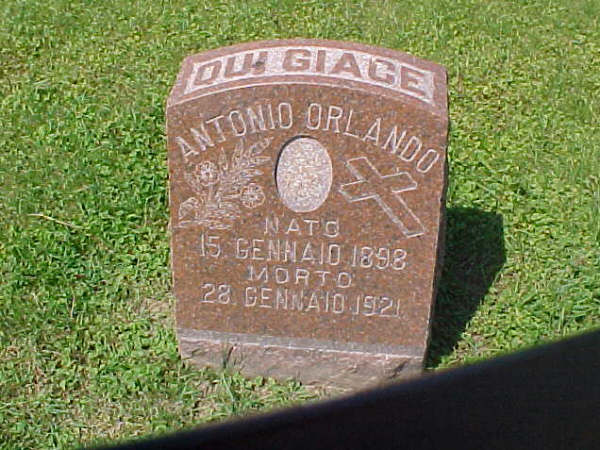 QUI GIACE
ANTONIO ORLANDO
NATO
15. GENNAIO 1898
MORTO
28. GENNAIO 1921.